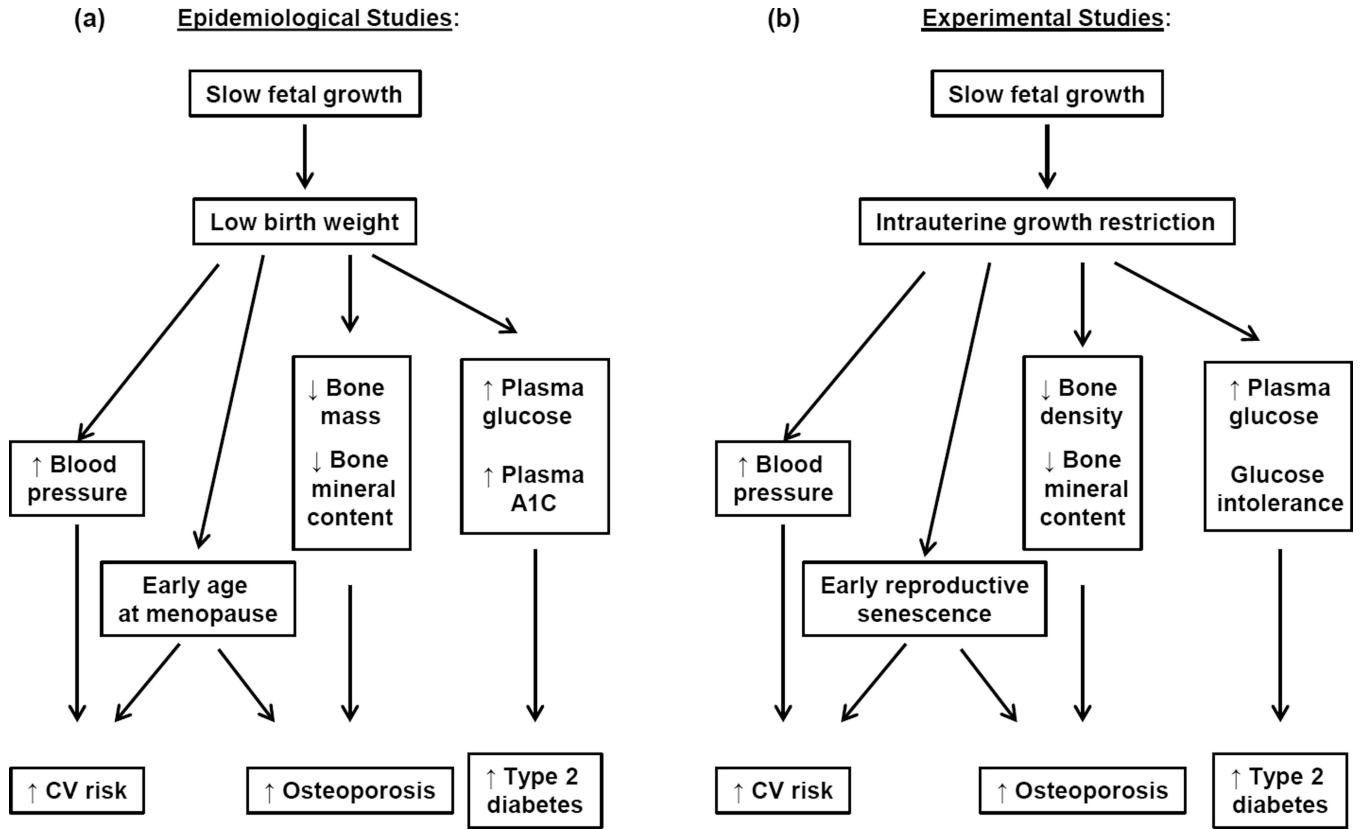 (a) Epidemiological Studies:
Slow fetal growth
Low birth weight
↑ Blood
pressure
Early age
at menopause
↓ Bone
mass
↓ Bone
mineral
content
↑ Plasma
glucose
↑ Plasma
A1C
↑ CV risk
↑ Osteoporosis
↑ Type 2
diabetes
(b) Experimental Studies:
Slow fetal growth
Intrauterine growth restriction
↑ Blood
pressure
Early reproductive
senescence
↓ Bone
density
↓ Bone
mineral
content
↑ Plasma
glucose
Glucose
intolerance
↑ CV risk
↑ Osteoporosis
↑ Type 2
diabetes